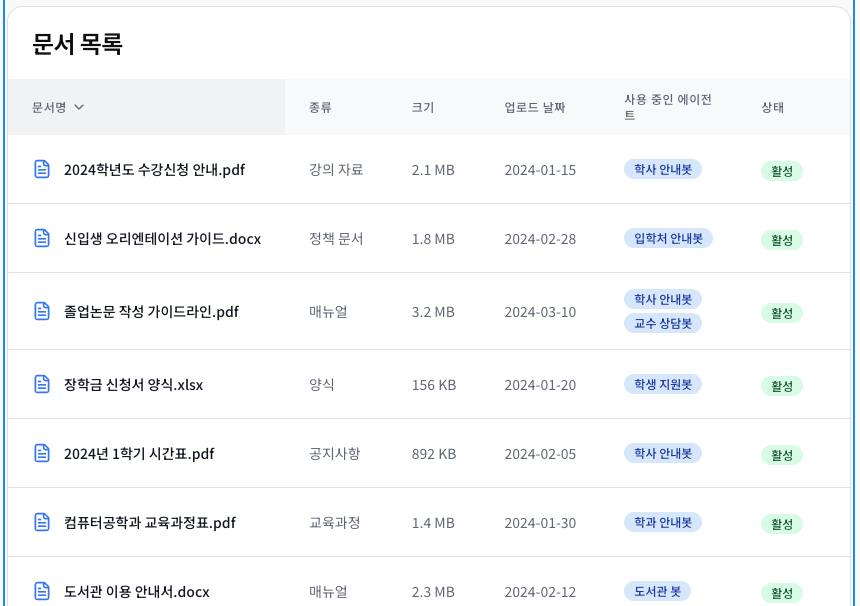 문서 목록
문서명 종류 크기 업로드 날짜 사용 중인 에이전트 상태
2024학년도 수강신청 안내.pdf 강의 자료 2.1 MB 2024-01-15 학사 안내봇 활성
신입생 오리엔테이션 가이드.docx 정책 문서 1.8 MB 2024-02-28 입학처 안내봇 활성
졸업논문 작성 가이드라인.pdf 매뉴얼 3.2 MB 2024-03-10 학사 안내봇 교수 상담봇 활성
장학금 신청서 양식.xlsx 양식 156 KB 2024-01-20 학생 지원봇 활성
2024년 1학기 시간표.pdf 공지사항 892 KB 2024-02-05 학사 안내봇 활성
컴퓨터공학과 교육과정표.pdf 교육과정 1.4 MB 2024-01-30 학과 안내봇 활성
도서관 이용 안내서.docx 매뉴얼 2.3 MB 2024-02-12 도서관 봇 활성